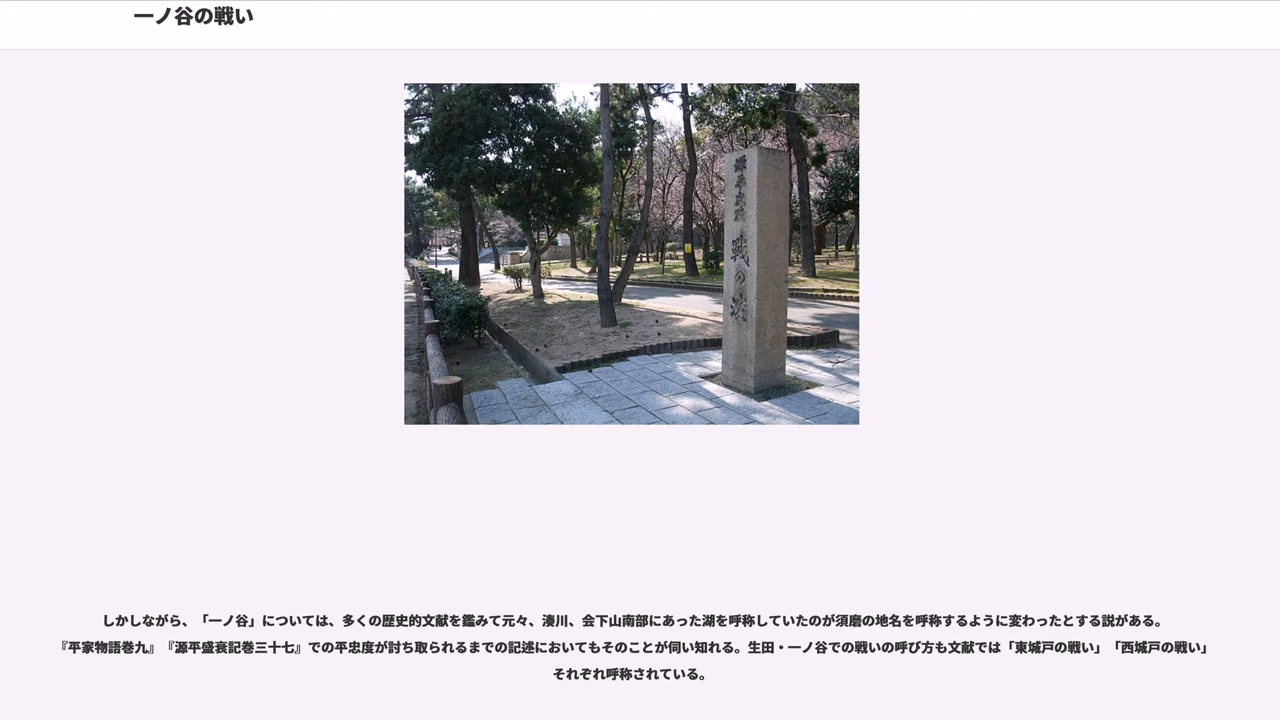 一ノ谷の戦い
源平史蹟 戦の濱
しかしながら、「一ノ谷」については、多くの歴史的文献を鑑みて元々、湊川、会下山南部にあった湖を呼称していたのが須磨の地名を呼称するように変わったとする説がある。
『平家物語巻九』『源平盛衰記巻三十七』での平忠度が討ち取られるまでの記述においてもそのことが伺い知れる。生田・一ノ谷での戦いの呼び方も文献では「東城戸の戦い」「西城戸の戦い」
それぞれ呼称されている。